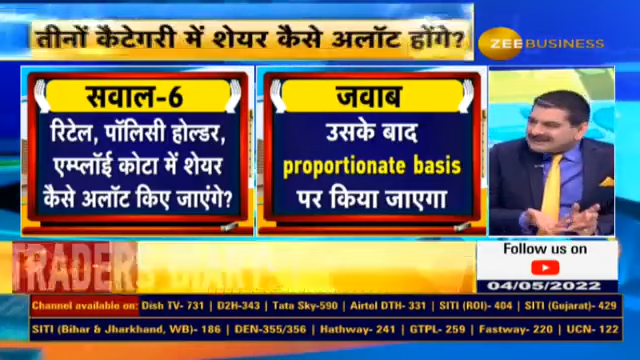 तीनों कैटेगरी में शेयर कैसे अलॉट होंगे?
ZEE BUSINESS
सवाल-6
रिटेल, पॉलिसी होल्डर,
एम्प्लॉई कोटा में शेयर
कैसे अलॉट किए जाएंगे?
जवाब
उसके बाद
proportionate basis
पर किया जाएगा
TRADERS DIARY
Follow us on
04/05/2022
Channel available on: Dish TV- 731 | D2H-343 | Tata Sky-590 | Airtel DTH- 331 | SITI (ROI)- 404 | SITI (Gujarat)- 429
SITI (Bihar & Jharkhand, WB)- 186 | DEN-355/356 | Hathway- 241 | GTPL- 259 | Fastway- 220 | UCN- 122